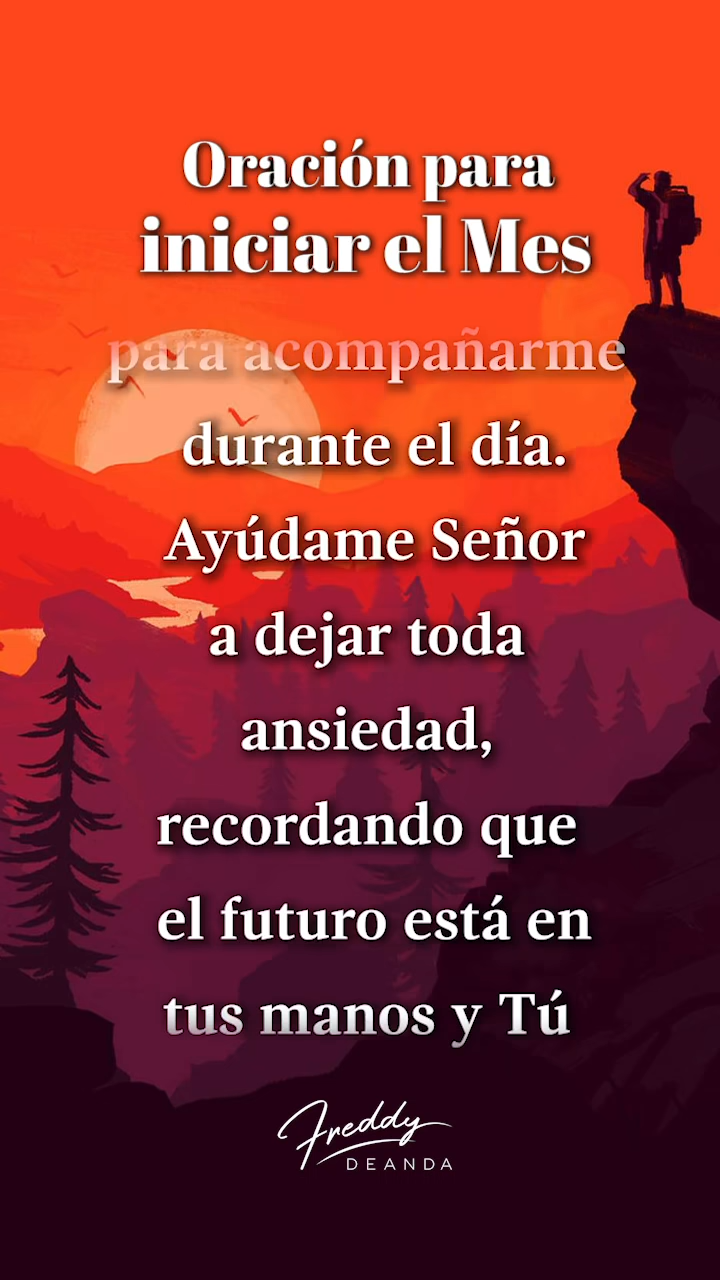 Oración para
iniciar el Mes
para acompañarme
durante el día.
Ayúdame Señor
a dejar toda
ansiedad,
recordando que
el futuro está en
tus manos y Tú
Freddy
DEANDA